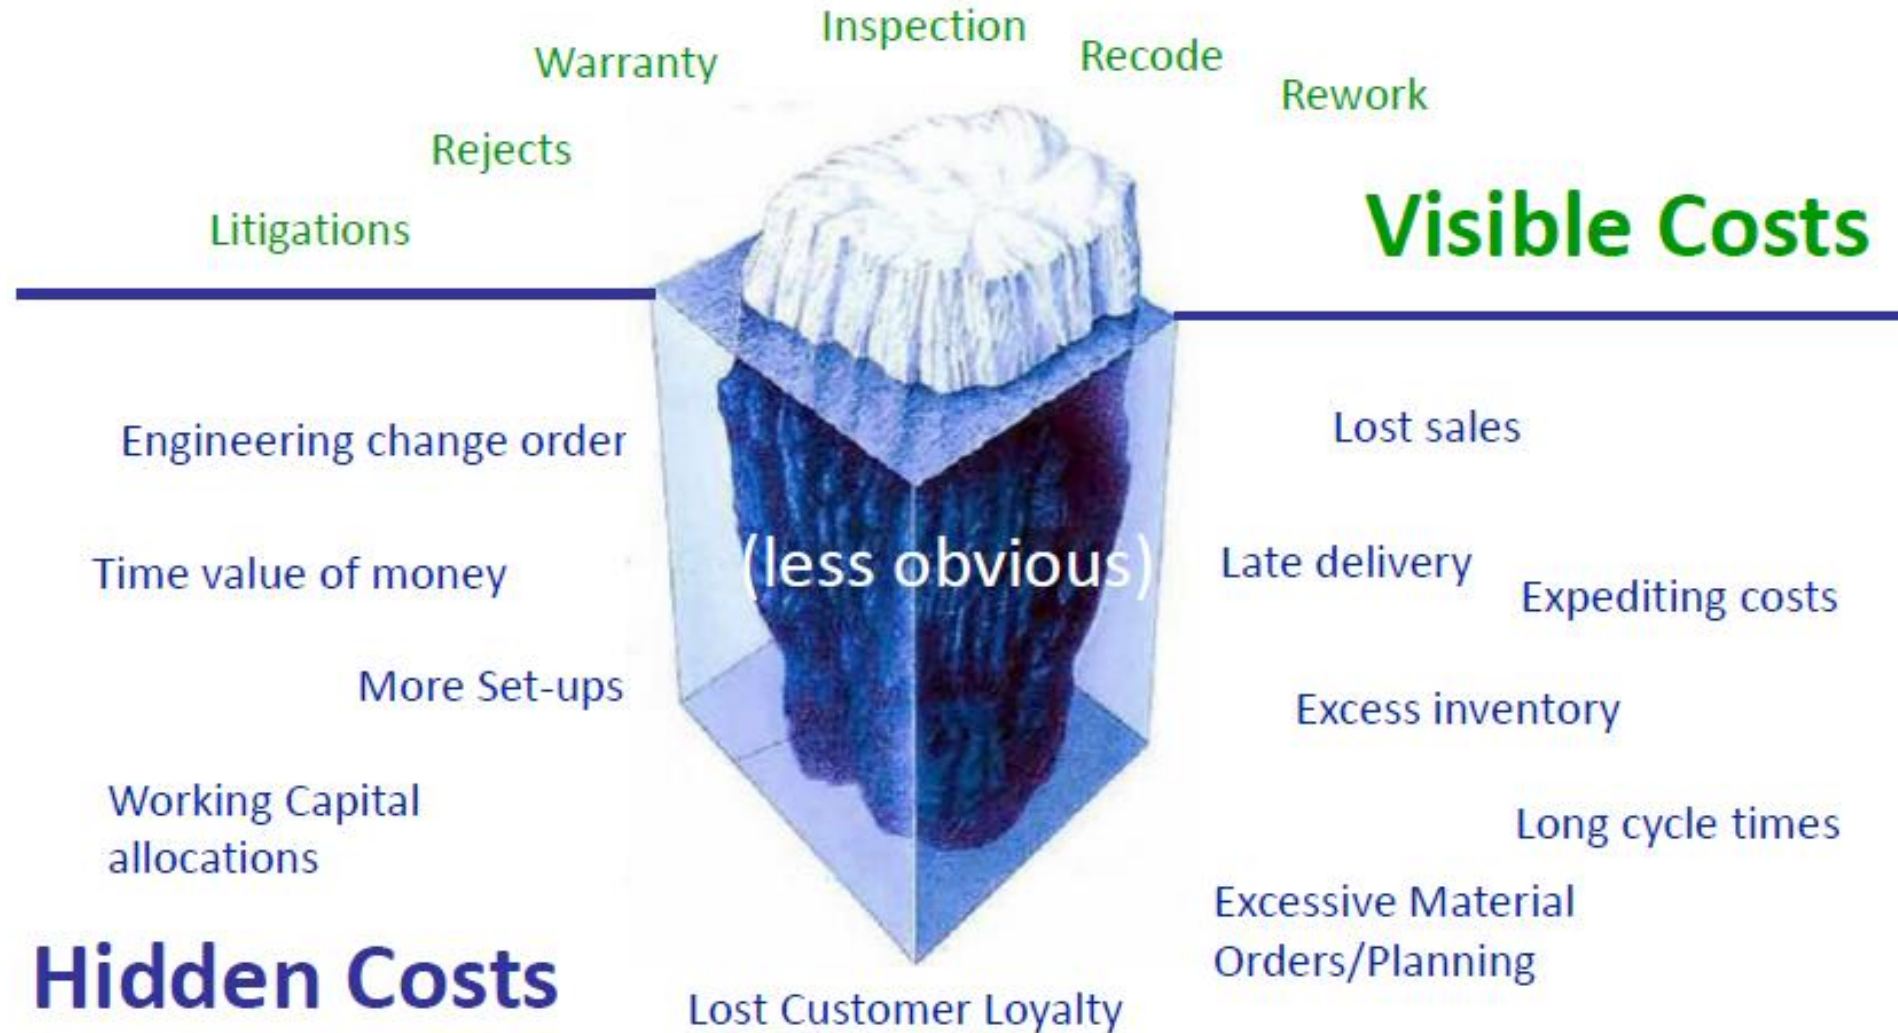 Inspection
Warranty
Recode
Rework
Rejects
Visible Costs
Litigations
Engineering change order
Lost sales
(less obvious)
Late delivery
Time value of money
Expediting costs
More Set-ups
Excess inventory
Working Capital
allocations
Long cycle times
Excessive Material
Orders/Planning
Hidden Costs
Lost Customer Loyalty